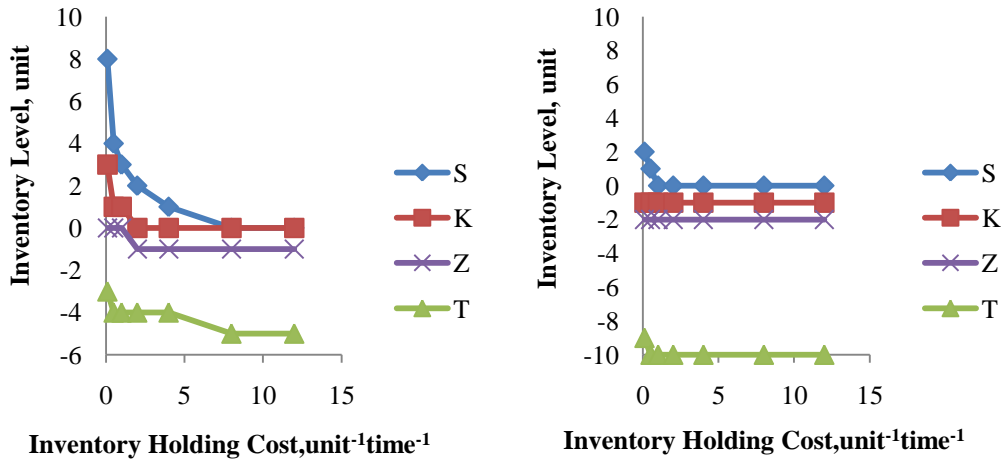 Inventory Level, unit
10
8
6
4
2
0
-2
-4
-6
0
5
10
15
Inventory Holding Cost,unit⁻¹time⁻¹
S
K
Z
T
Inventory Level, unit
10
8
6
4
2
0
-2
-4
-6
-8
-10
0
5
10
15
Inventory Holding Cost,unit⁻¹time⁻¹
S
K
Z
T